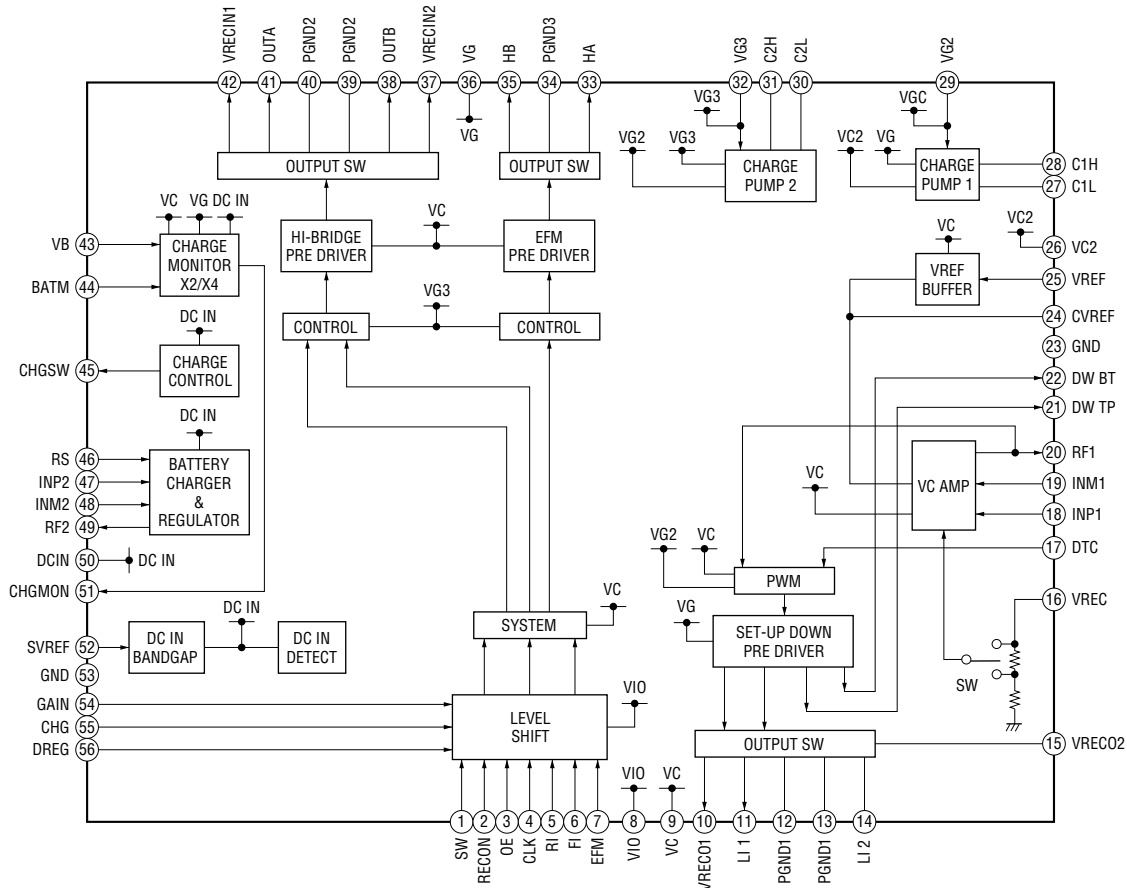 VRECIN1
OUTA
PGND2
PGND2
OUTB
VRECIN2
VG
HB
PGND3
HA
VG3
C2H
C2L
VG2
42
41
40
39
38
37
36
35
34
33
32
31
30
29
VG
VG3
VGC
VG2
VG3
VC2
VG
OUTPUT SW
OUTPUT SW
CHARGE
PUMP 2
CHARGE
PUMP 1
28 C1H
27 C1L
VC VG DC IN
VC
VC2
VC
VB 43
CHARGE
MONITOR
X2/X4
HI-BRIDGE
PRE DRIVER
EFM
PRE DRIVER
26 VC2
VREF
BUFFER
25 VREF
BATM 44
VG3
DC IN
CONTROL
CONTROL
24 CVREF
23 GND
CHGSW 45
CHARGE
CONTROL
22 DW BT
DC IN
21 DW TP
RS 46
INP2 47
INM2 48
RF2 49
BATTERY
CHARGER
&
REGULATOR
20 RF1
VC AMP
VC
19 INM1
18 INP1
DCIN 50
DC IN
VG2
VC
17 DTC
CHGMON 51
PWM
DC IN
VC
16 VREC
SYSTEM
VG
SET-UP DOWN
PRE DRIVER
SVREF 52
DC IN
BANDGAP
DC IN
DETECT
SW
GND 53
GAIN 54
CHG 55
DREG 56
LEVEL
SHIFT
VIO
OUTPUT SW
15 VRECO2
VIO
VC
1
2
3
4
5
6
7
8
9
10
11
12
13
14
SW
RECON
OE
CLK
RI
FI
EFM
VIO
VC
VRECO1
LI 1
PGND1
PGND1
LI 2